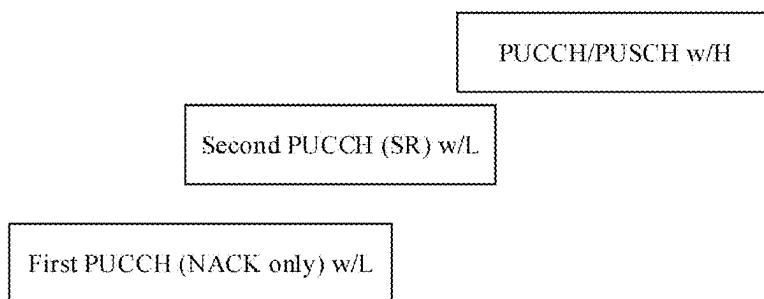 PUCCH/PUSCH w/H
Second PUCCH (SR) w/L
First PUCCH (NACK only) w/L